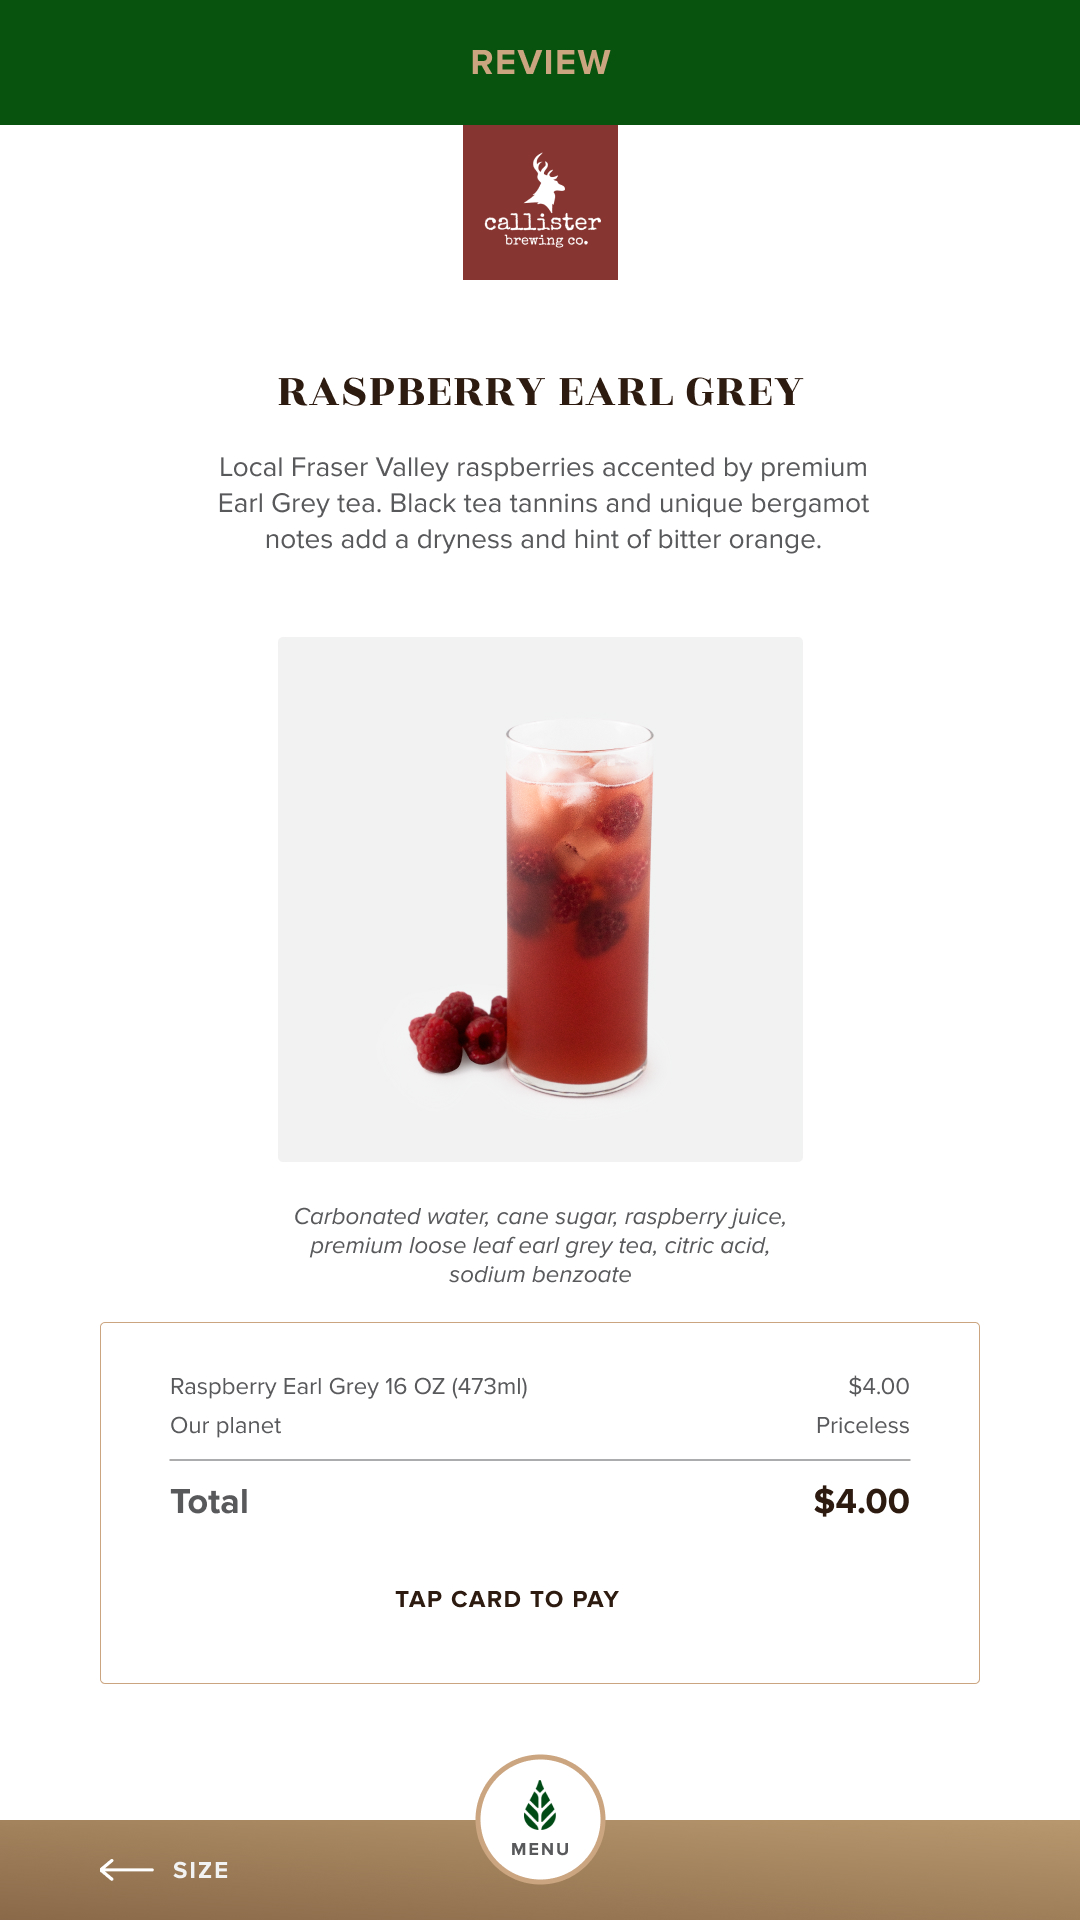 REVIEW
callister
brewing co.
RASPBERRY EARL GREY
Local Fraser Valley raspberries accented by premium
Earl Grey tea. Black tea tannins and unique bergamot
notes add a dryness and hint of bitter orange.
Carbonated water, cane sugar, raspberry juice,
premium loose leaf earl grey tea, citric acid,
sodium benzoate
Raspberry Earl Grey 16 OZ (473ml) $4.00
Our planet Priceless
Total $4.00
TAP CARD TO PAY
MENU
SIZE